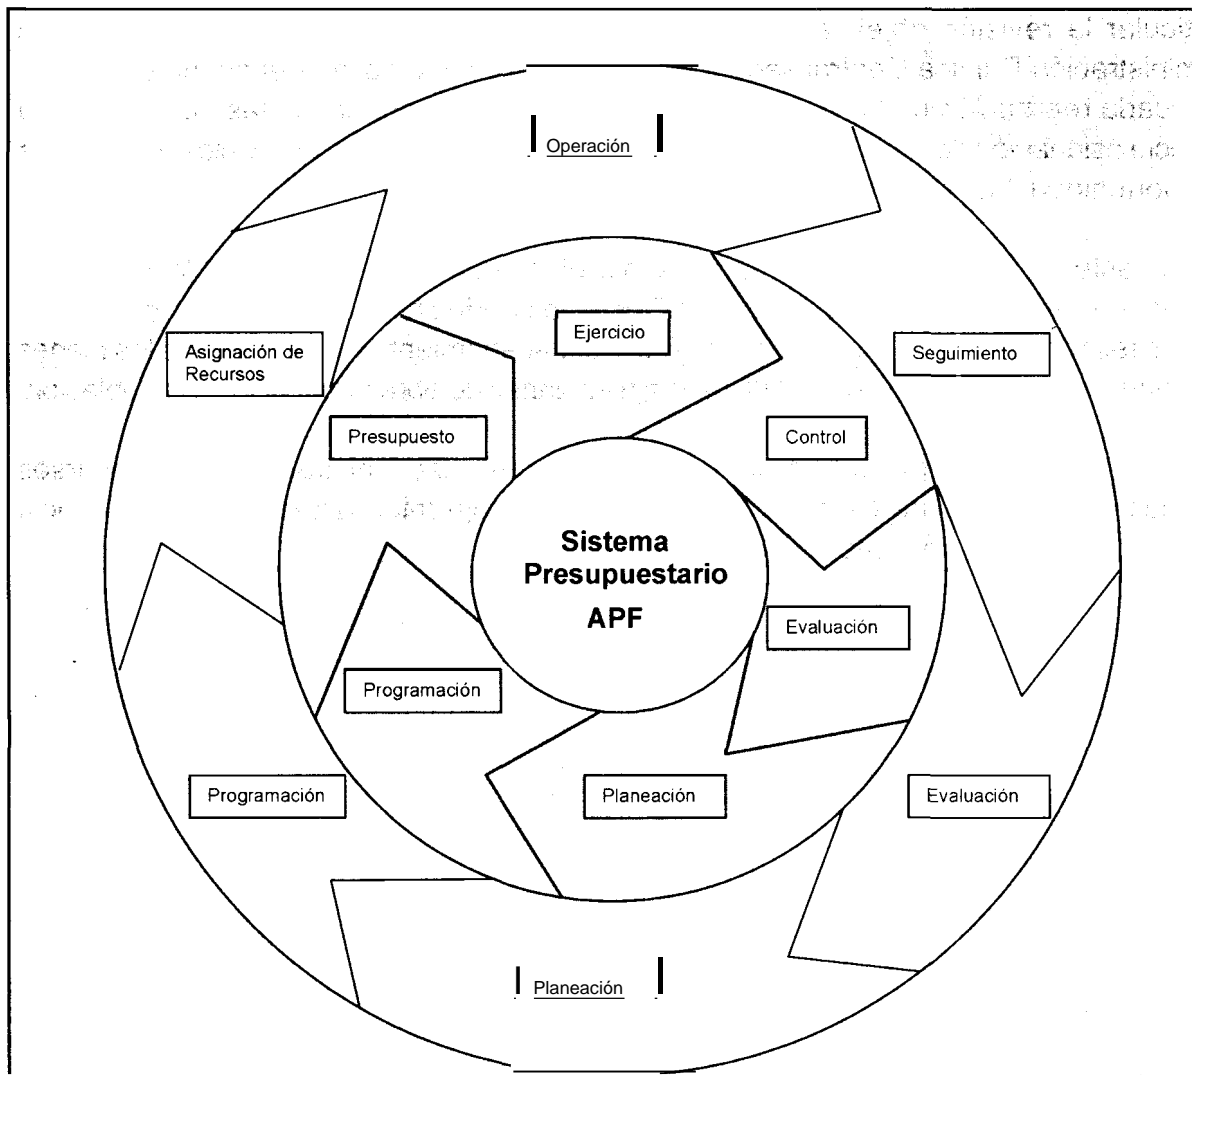 Operación
Ejercicio
Asignación de
Recursos
Seguimiento
Presupuesto
Control
Sistema
Presupuestario
APF
Evaluación
Programación
Programación
Planeación
Evaluación
Planeación